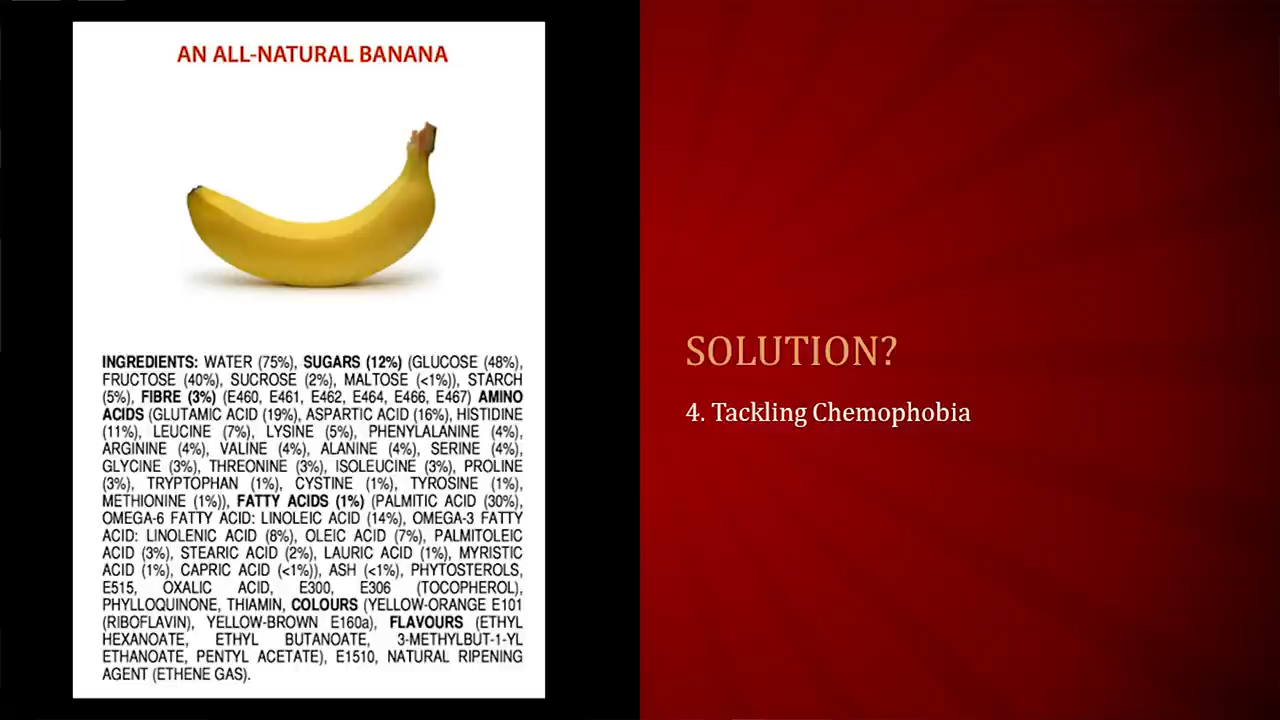 AN ALL-NATURAL BANANA
INGREDIENTS: WATER (75%), SUGARS (12%) (GLUCOSE (48%),
FRUCTOSE (40%), SUCROSE (2%), MALTOSE (<1%)), STARCH
(5%), FIBRE (3%) (E460, E461, E462, E464, E466, E467) AMINO
ACIDS (GLUTAMIC ACID (19%), ASPARTIC ACID (16%), HISTIDINE
(11%), LEUCINE (7%), LYSINE (5%), PHENYLALANINE (4%),
ARGININE (4%), VALINE (4%), ALANINE (4%), SERINE (4%),
GLYCINE (3%), THREONINE (3%), ISOLEUCINE (3%), PROLINE
(3%), TRYPTOPHAN (1%), CYSTINE (1%), TYROSINE (1%),
METHIONINE (1%)), FATTY ACIDS (1%) (PALMITIC ACID (30%),
OMEGA-6 FATTY ACID: LINOLEIC ACID (14%), OMEGA-3 FATTY
ACID: LINOLENIC ACID (8%), OLEIC ACID (7%), PALMITOLEIC
ACID (3%), STEARIC ACID (2%), LAURIC ACID (1%), MYRISTIC
ACID (1%), CAPRIC ACID (<1%)), ASH (<1%), PHYTOSTEROLS,
E515, OXALIC ACID, E300, E306 (TOCOPHEROL),
PHYLLOQUINONE, THIAMIN, COLOURS (YELLOW-ORANGE E101
(RIBOFLAVIN), YELLOW-BROWN E160a), FLAVOURS (ETHYL
HEXANOATE, ETHYL BUTANOATE, 3-METHYLBUT-1-YL
ETHANOATE, PENTYL ACETATE), E1510, NATURAL RIPENING
AGENT (ETHENE GAS).
SOLUTION?
4. Tackling Chemophobia